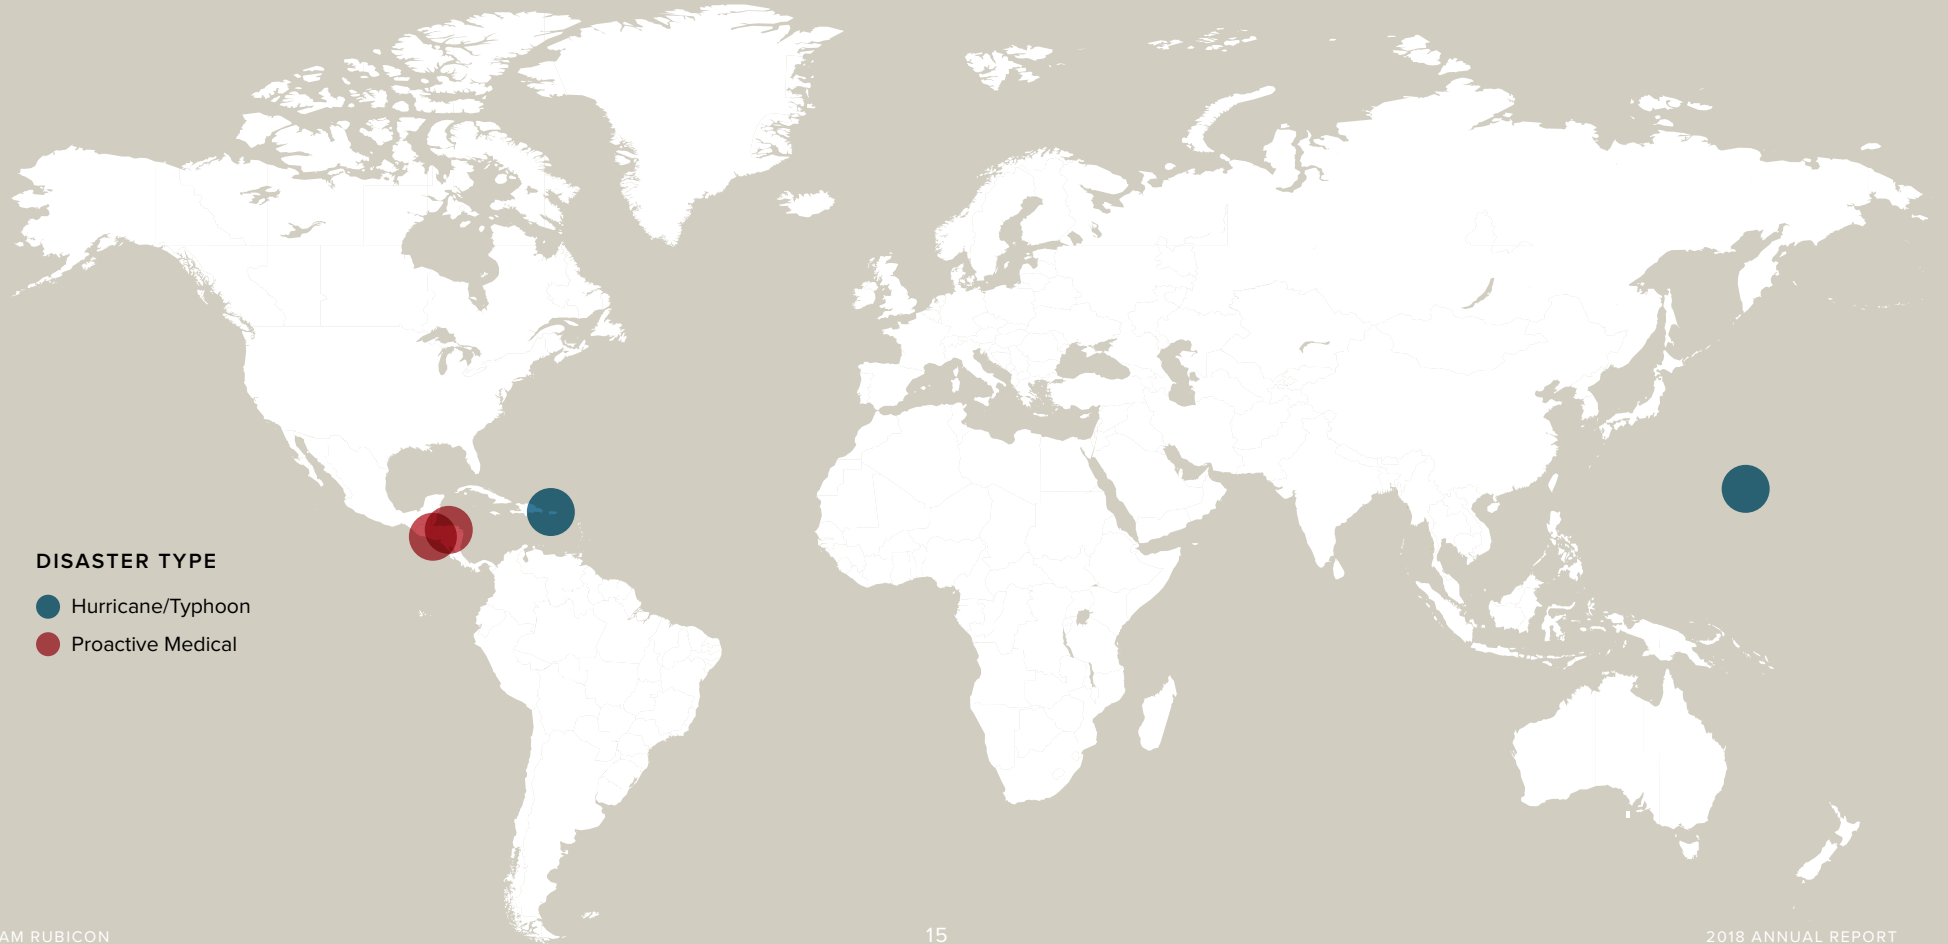 DISASTER TYPE
Hurricane/Typhoon
Proactive Medical
AM RUBICON
15
2018 ANNUAL REPORT